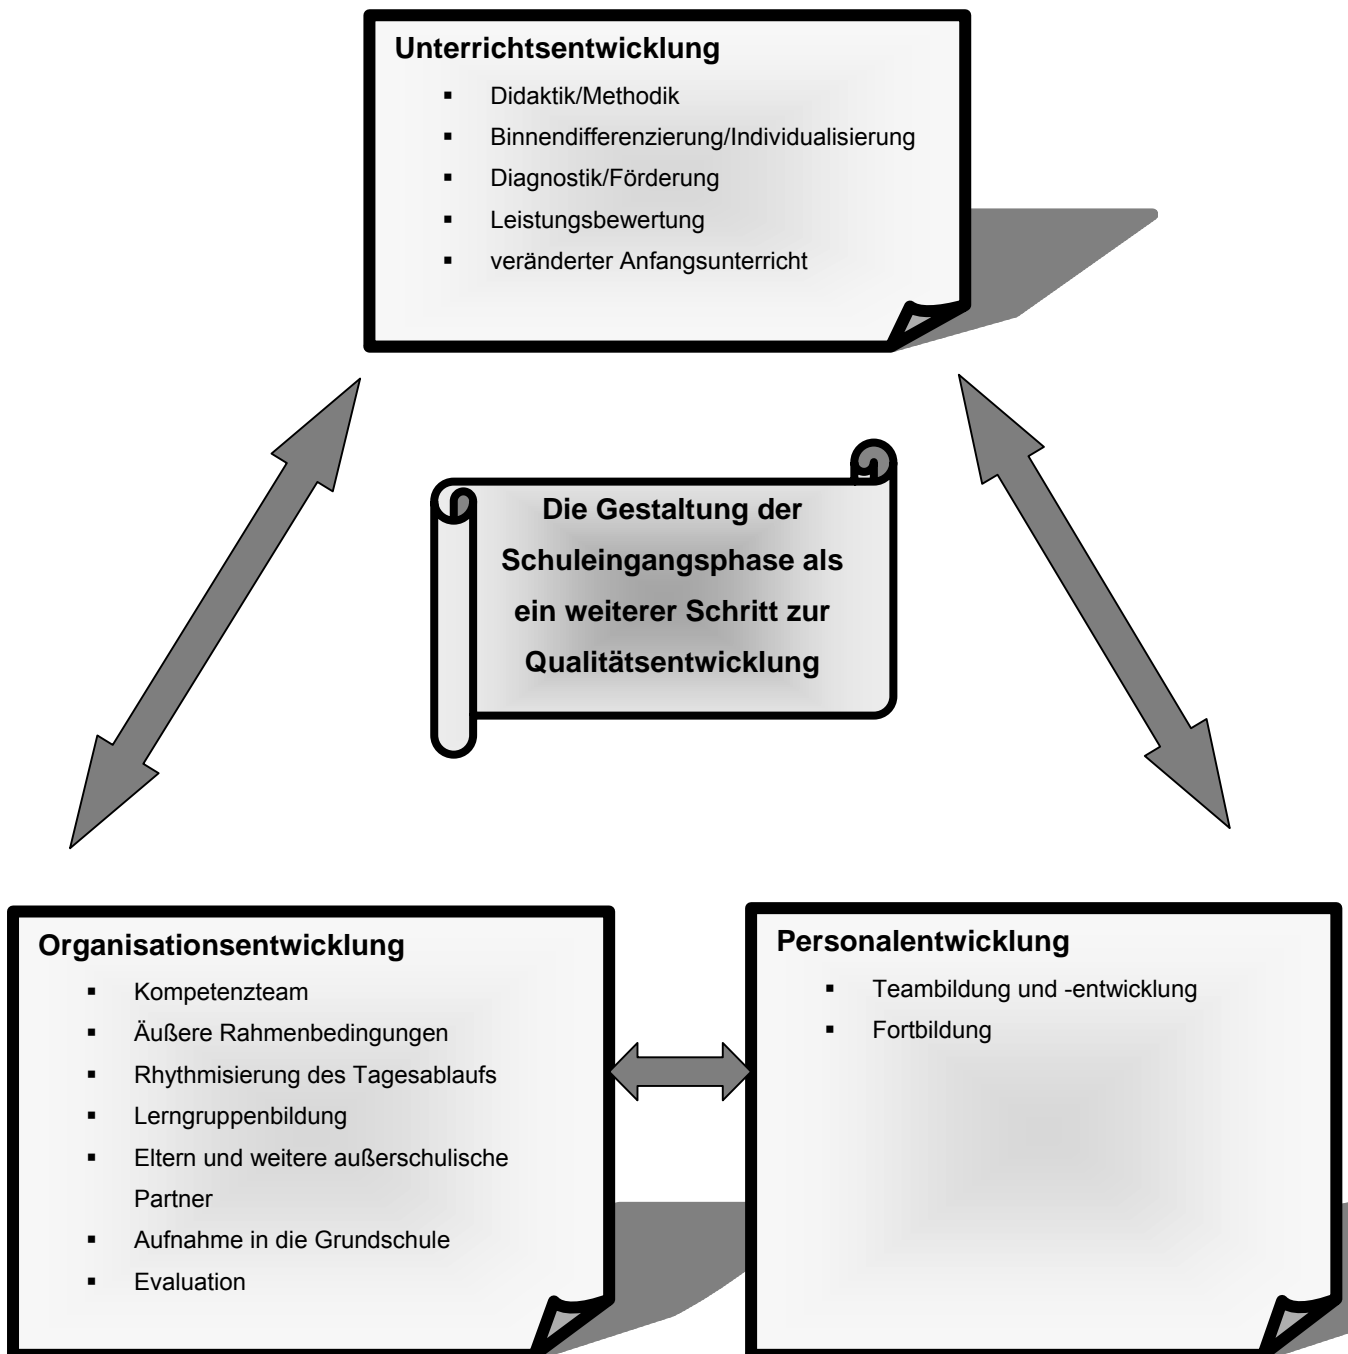 Unterrichtsentwicklung
▪ Didaktik/Methodik
▪ Binnendifferenzierung/Individualisierung
▪ Diagnostik/Förderung
▪ Leistungsbewertung
▪ veränderter Anfangsunterricht
Die Gestaltung der
Schuleingangsphase als
ein weiterer Schritt zur
Qualitätsentwicklung
Organisationsentwicklung
▪ Kompetenzteam
▪ Äußere Rahmenbedingungen
▪ Rhythmisierung des Tagesablaufs
▪ Lerngruppenbildung
▪ Eltern und weitere außerschulische
Partner
▪ Aufnahme in die Grundschule
▪ Evaluation
Personalentwicklung
▪ Teambildung und -entwicklung
▪ Fortbildung